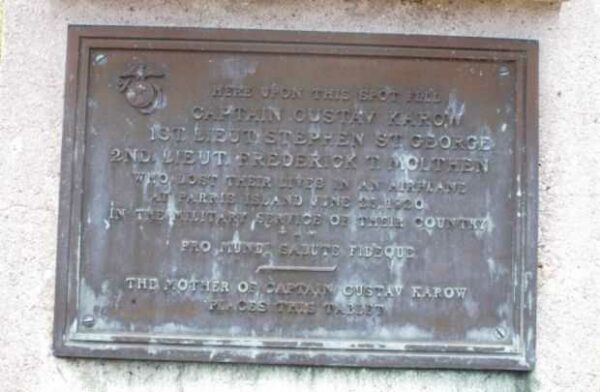 HERE UPON THIS SPOT FELL
CAPTAIN GUSTAV KAROW
1ST LIEUT. STEPHEN ST GEORGE
2ND LIEUT. FREDERICK T. MOLTHEN
WHO LOST THEIR LIVES IN AN AIRPLANE
AT PARRIS ISLAND JUNE 1920
IN THE MILITARY SERVICE OF THEIR COUNTRY
PRO MUNDI SALUTE FIDEQUE
THE MOTHER OF CAPTAIN GUSTAV KAROW
PLACES THIS TABLET